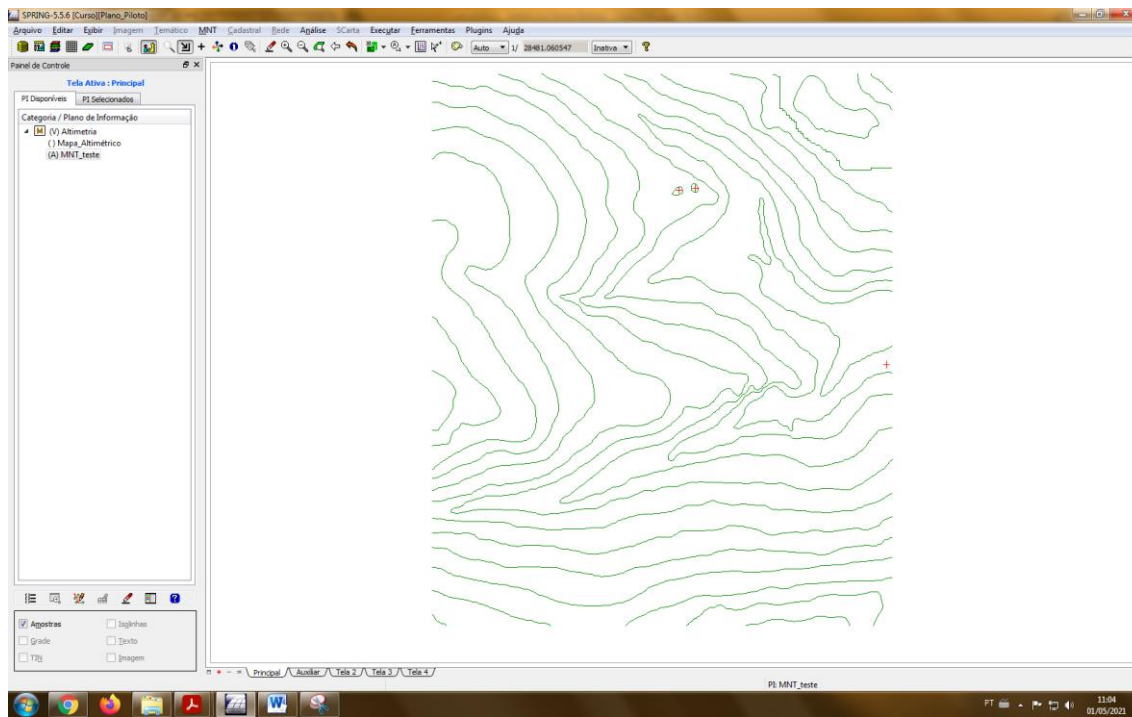 SPRING-5.5.6 [Curso][Plano_Piloto]
Arquivo Editar Exibir Imagem Temático MNT Cadastral Rede Análise SCarta Executar Ferramentas Plugins Ajuda
Auto 1/ 28481.060547 Inativa
Painel de Controle
Tela Ativa : Principal
PI Disponíveis PI Selecionados
Categoria / Plano de Informação
M (V) Altimetria
() Mapa_Altimétrico
(A) MNT_teste
Amostras Isolinhas
Grade Texto
TIN Imagem
Principal Auxiliar Tela 2 Tela 3 Tela 4
PI: MNT_teste
PT 11:04
01/05/2021